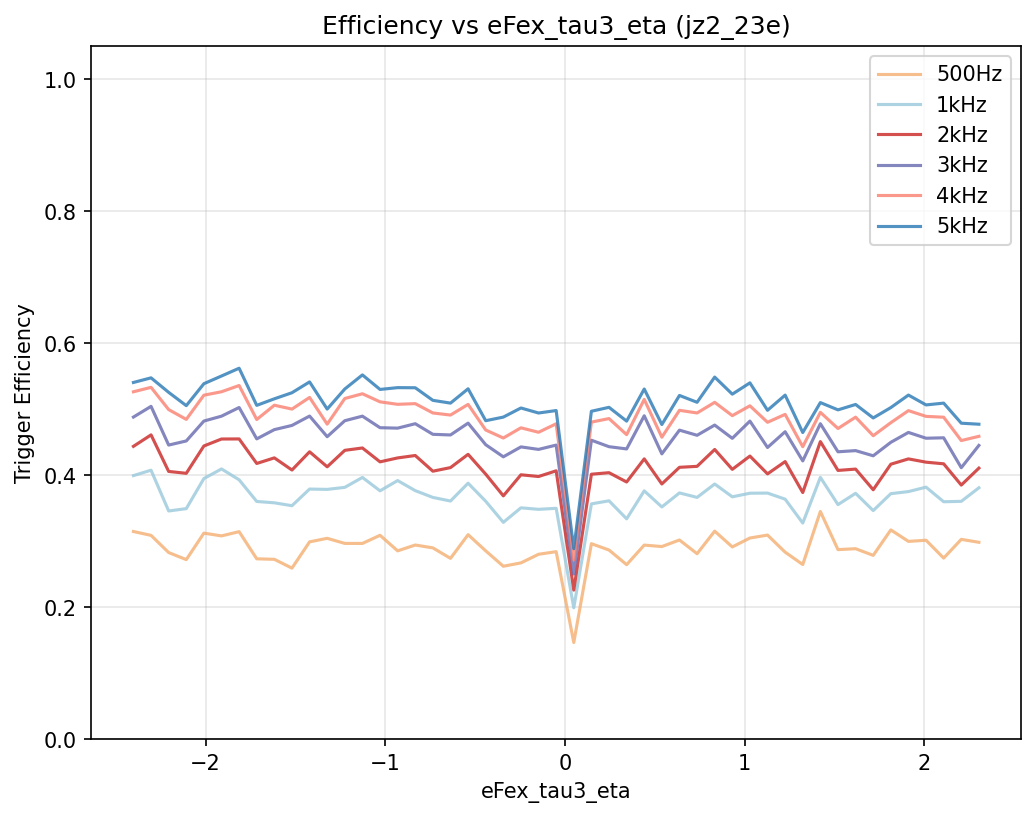 Efficiency vs eFex_tau3_eta (jz2_23e)
1.0
0.8
0.6
0.4
0.2
0.0
Trigger Efficiency
500Hz
1kHz
2kHz
3kHz
4kHz
5kHz
−2
−1
0
1
2
eFex_tau3_eta